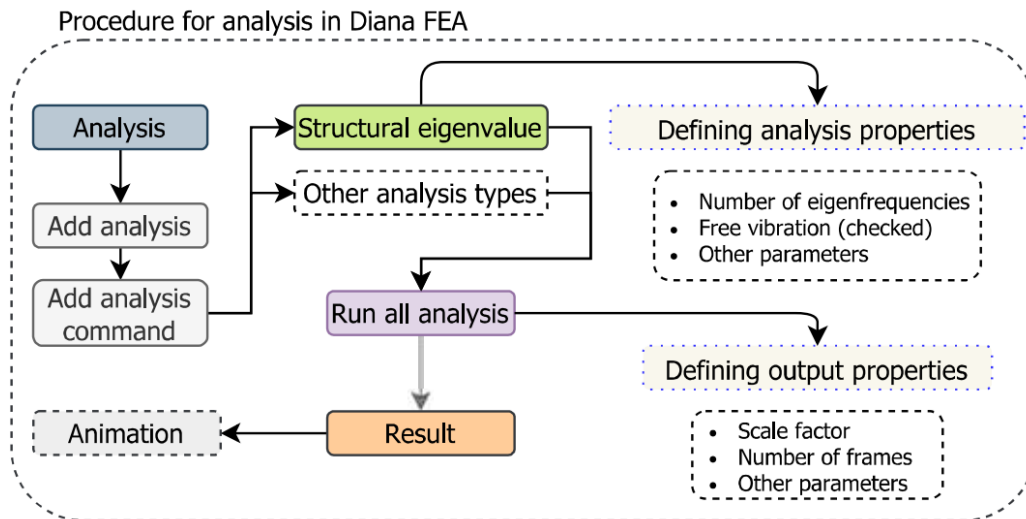 Procedure for analysis in Diana FEA
Analysis
Add analysis
Add analysis
command
Structural eigenvalue
Other analysis types
Run all analysis
Result
Animation
Defining analysis properties
• Number of eigenfrequencies
• Free vibration (checked)
• Other parameters
Defining output properties
• Scale factor
• Number of frames
• Other parameters